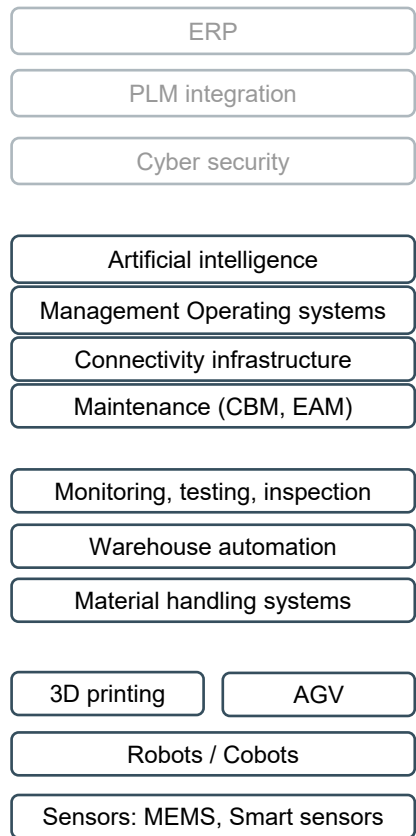 ERP
PLM integration
Cyber security
Artificial intelligence
Management Operating systems
Connectivity infrastructure
Maintenance (CBM, EAM)
Monitoring, testing, inspection
Warehouse automation
Material handling systems
3D printing
AGV
Robots / Cobots
Sensors: MEMS, Smart sensors